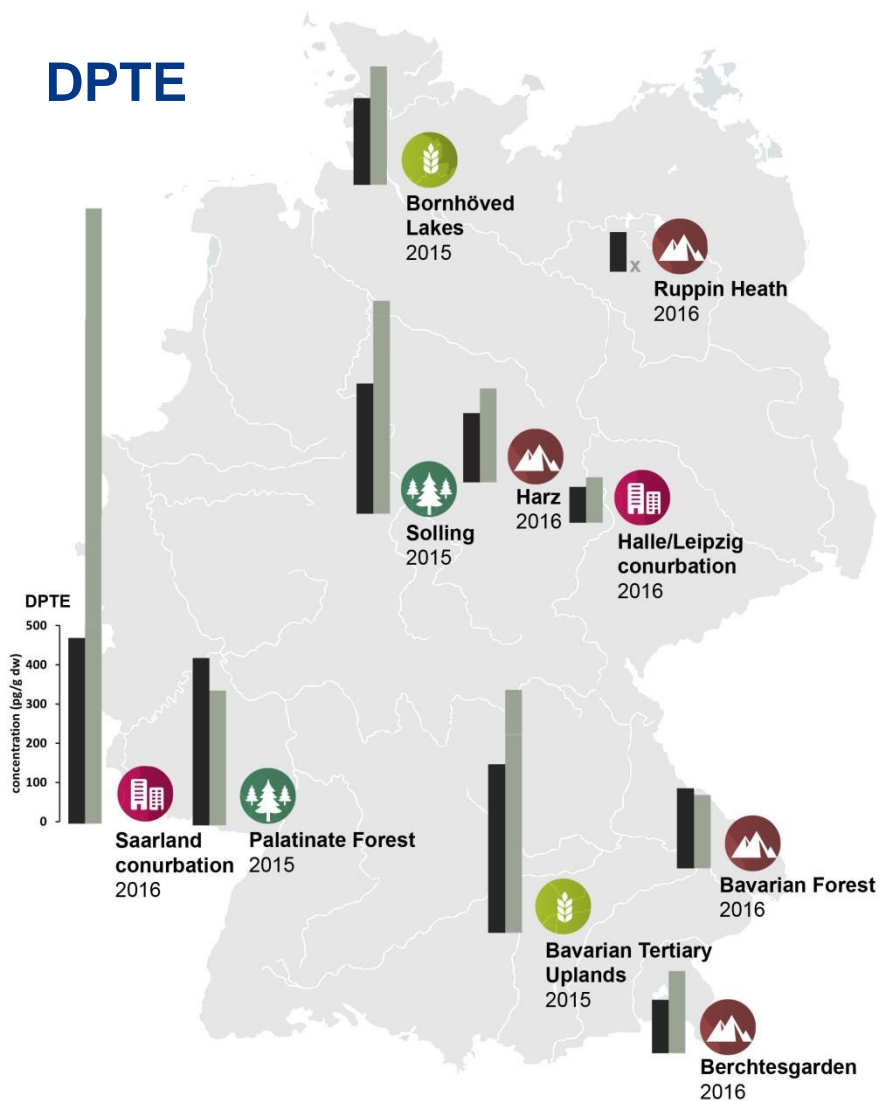 DPTE
Bornhöved
Lakes
2015
x
Ruppin Heath
2016
Harz
2016
Solling
2015
Halle/Leipzig
conurbation
2016
DPTE
concentration (pg/g dw)
500
400
300
200
100
0
Saarland
conurbation
2016
Palatinate Forest
2015
Bavarian Forest
2016
Bavarian Tertiary
Uplands
2015
Berchtesgarden
2016